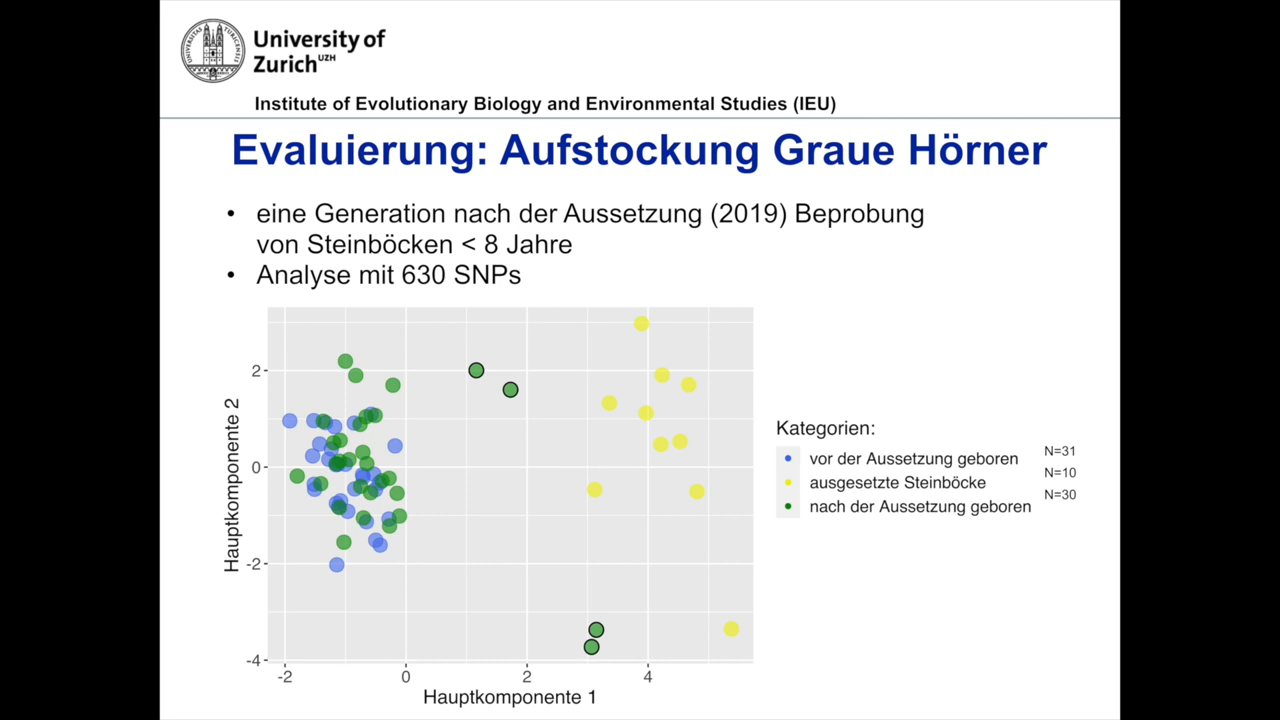 University of
Zurich UZH
Institute of Evolutionary Biology and Environmental Studies (IEU)
Evaluierung: Aufstockung Graue Hörner
• eine Generation nach der Aussetzung (2019) Beprobung
von Steinböcken < 8 Jahre
• Analyse mit 630 SNPs
Hauptkomponente 2
2
0
-2
-4
-2
0
2
4
Hauptkomponente 1
Kategorien:
vor der Aussetzung geboren N=31
ausgesetzte Steinböcke N=10
nach der Aussetzung geboren N=30